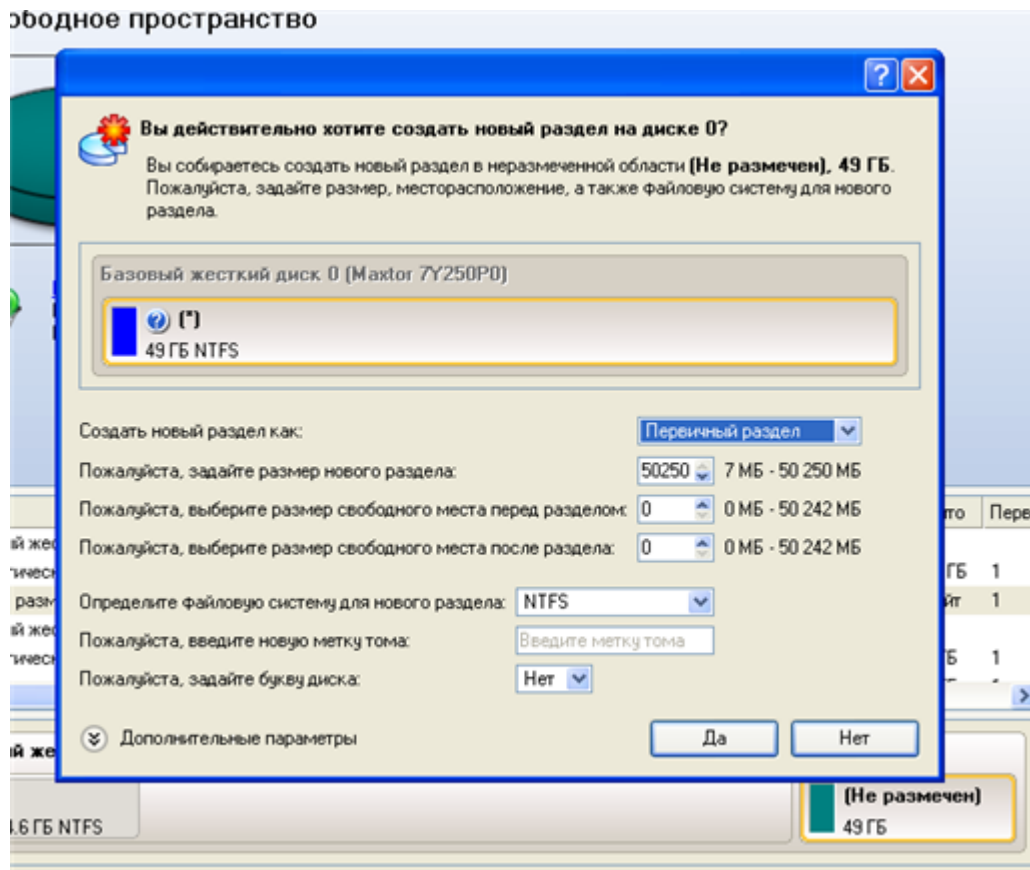 свободное пространство
Вы действительно хотите создать новый раздел на диске 0?
Вы собираетесь создать новый раздел в неразмеченной области (Не размечен), 49 ГБ.
Пожалуйста, задайте размер, месторасположение, а также файловую систему для нового
раздела.
Базовый жесткий диск 0 (Maxtor 7Y250P0)
(*)
49 ГБ NTFS
Создать новый раздел как: Первичный раздел
Пожалуйста, задайте размер нового раздела: 50250 7 МБ - 50 250 МБ
Пожалуйста, выберите размер свободного места перед разделом: 0 0 МБ - 50 242 МБ
Пожалуйста, выберите размер свободного места после раздела: 0 0 МБ - 50 242 МБ
Определите файловую систему для нового раздела: NTFS
Пожалуйста, введите новую метку тома: Введите метку тома
Пожалуйста, задайте букву диска: Нет
Дополнительные параметры Да Нет
ГБ 1
1
1
(Не размечен)
.6 ГБ NTFS 49 ГБ